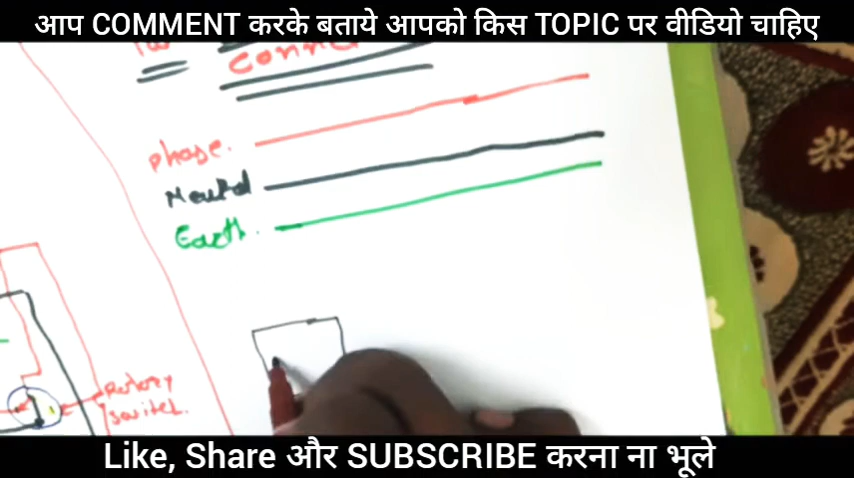 आप COMMENT करके बताये आपको किस TOPIC पर वीडियो चाहिए
Phase.
Neutral
Earth.
Rotary
switch.
Like, Share और SUBSCRIBE करना ना भूले